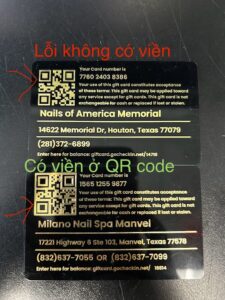 Lỗi không có viền
Your Card number is
7760 2403 8386
Your use of this gift card constitutes acceptance
of these terms: This gift card may be applied toward
any service except for gift cards. This gift card is not
exchangeable for cash or replaced if lost or stolen.
Nails of America Memorial
14622 Memorial Dr, Houton, Texas 77079
(281)372-6899
Enter here for balance: giftcard.gocheckin.net/14718
Có viền ở QR code
Your Card number is
1565 1255 9877
Your use of this gift card constitutes acceptance
of these terms: This gift card may be applied toward
any service except for gift cards. This gift card is not
exchangeable for cash or replaced if lost or stolen.
Milano Nail Spa Manvel
17221 Highway 6 Ste 103, Manvel, Texas 77578
(832)637-7055 OR (832)637-7099
Enter here for balance: giftcard.gocheckin.net/ 18814